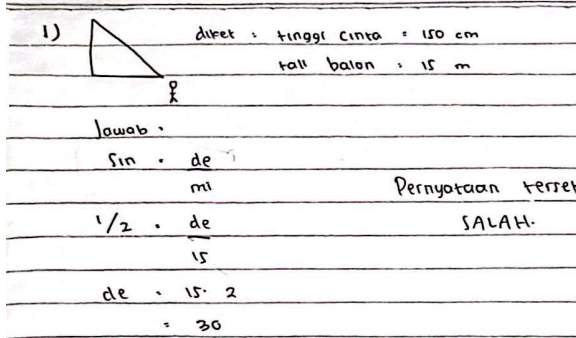 1) diket : tinggi Cinta = 150 cm
tali balon : 15 m
Jawab :
Sin = de
mi
Pernyataan
SALAH.
1/2 = de
15
de = 15. 2
= 30